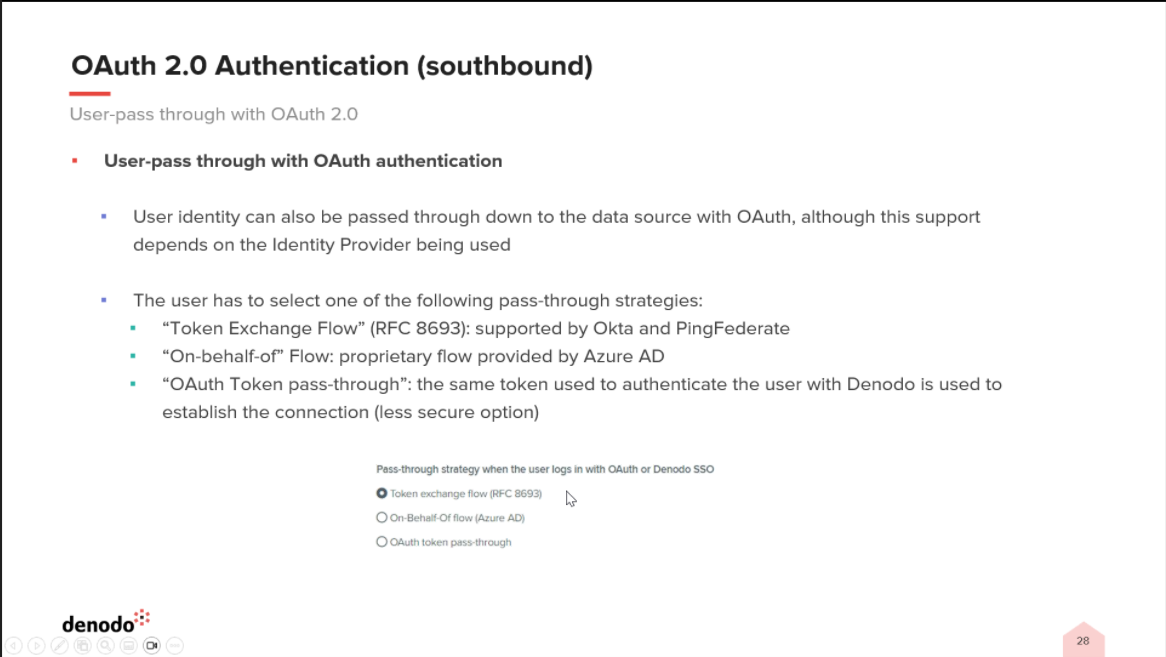 OAuth 2.0 Authentication (southbound)
User-pass through with OAuth 2.0
User-pass through with OAuth authentication
User identity can also be passed through down to the data source with OAuth, although this support
depends on the Identity Provider being used
The user has to select one of the following pass-through strategies:
“Token Exchange Flow” (RFC 8693): supported by Okta and PingFederate
“On-behalf-of” Flow: proprietary flow provided by Azure AD
“OAuth Token pass-through”: the same token used to authenticate the user with Denodo is used to
establish the connection (less secure option)
Pass-through strategy when the user logs in with OAuth or Denodo SSO
Token exchange flow (RFC 8693)
On-Behalf-Of flow (Azure AD)
OAuth token pass-through
denodo
28